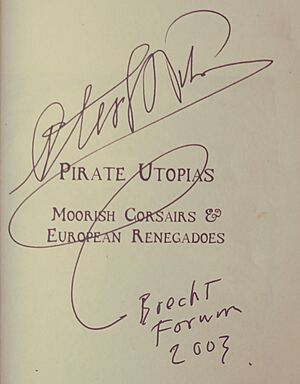 PIRATE UTOPIAS
MOORISH CORSAIRS &
EUROPEAN RENEGADOES
Brecht
Forum
2003